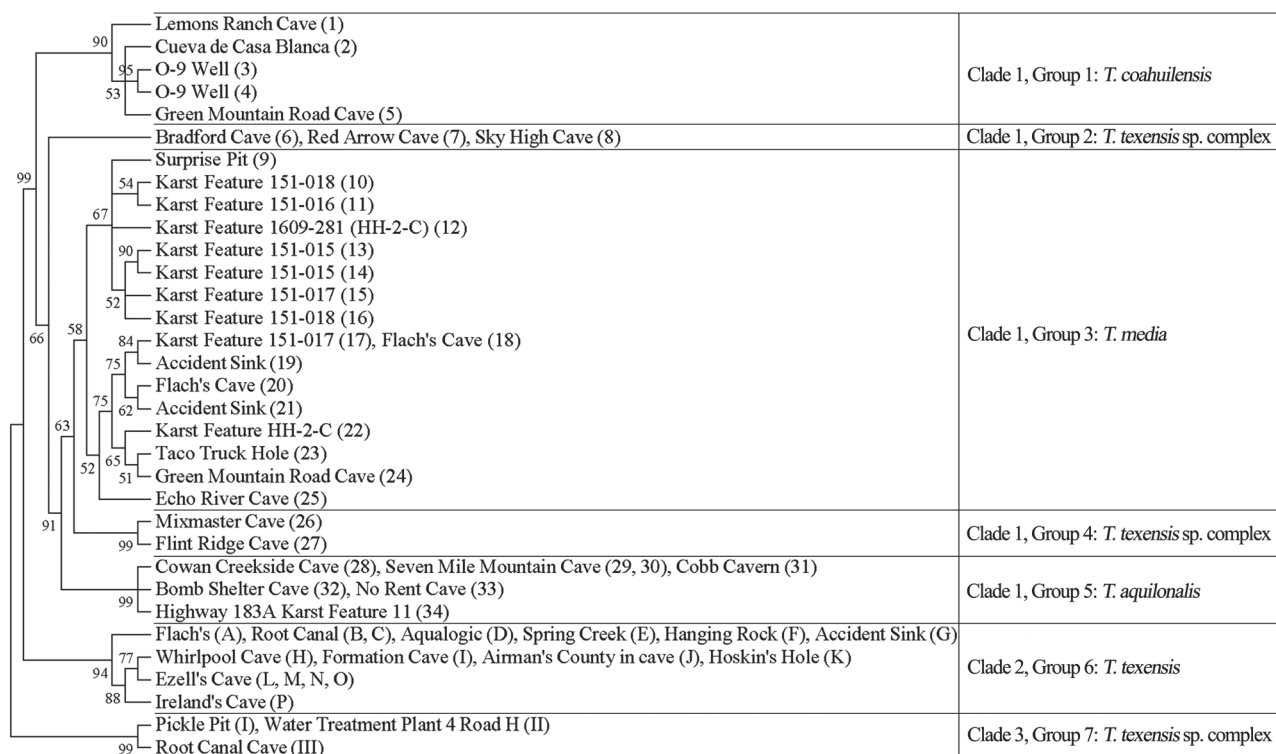 90
Lemons Ranch Cave (1)
Cueva de Casa Blanca (2)
95
O-9 Well (3)
53
O-9 Well (4)
Green Mountain Road Cave (5)
Clade 1, Group 1: T. coahuilensis
Bradford Cave (6), Red Arrow Cave (7), Sky High Cave (8)
Clade 1, Group 2: T. texensis sp. complex
99
Surprise Pit (9)
54
Karst Feature 151-018 (10)
Karst Feature 151-016 (11)
67
Karst Feature 1609-281 (HH-2-C) (12)
90
Karst Feature 151-015 (13)
Karst Feature 151-015 (14)
52
Karst Feature 151-017 (15)
Karst Feature 151-018 (16)
66
58
84
Karst Feature 151-017 (17), Flach's Cave (18)
75
Accident Sink (19)
Flach's Cave (20)
75
62
Accident Sink (21)
63
Karst Feature HH-2-C (22)
52
65
Taco Truck Hole (23)
51
Green Mountain Road Cave (24)
Echo River Cave (25)
Clade 1, Group 3: T. media
91
Mixmaster Cave (26)
99
Flint Ridge Cave (27)
Clade 1, Group 4: T. texensis sp. complex
Cowan Creekside Cave (28), Seven Mile Mountain Cave (29, 30), Cobb Cavern (31)
Bomb Shelter Cave (32), No Rent Cave (33)
99
Highway 183A Karst Feature 11 (34)
Clade 1, Group 5: T. aquilonalis
Flach's (A), Root Canal (B, C), Aqualogic (D), Spring Creek (E), Hanging Rock (F), Accident Sink (G)
77
Whirlpool Cave (H), Formation Cave (I), Airman's County in cave (J), Hoskin's Hole (K)
94
Ezell's Cave (L, M, N, O)
88
Ireland's Cave (P)
Clade 2, Group 6: T. texensis
Pickle Pit (I), Water Treatment Plant 4 Road H (II)
99
Root Canal Cave (III)
Clade 3, Group 7: T. texensis sp. complex